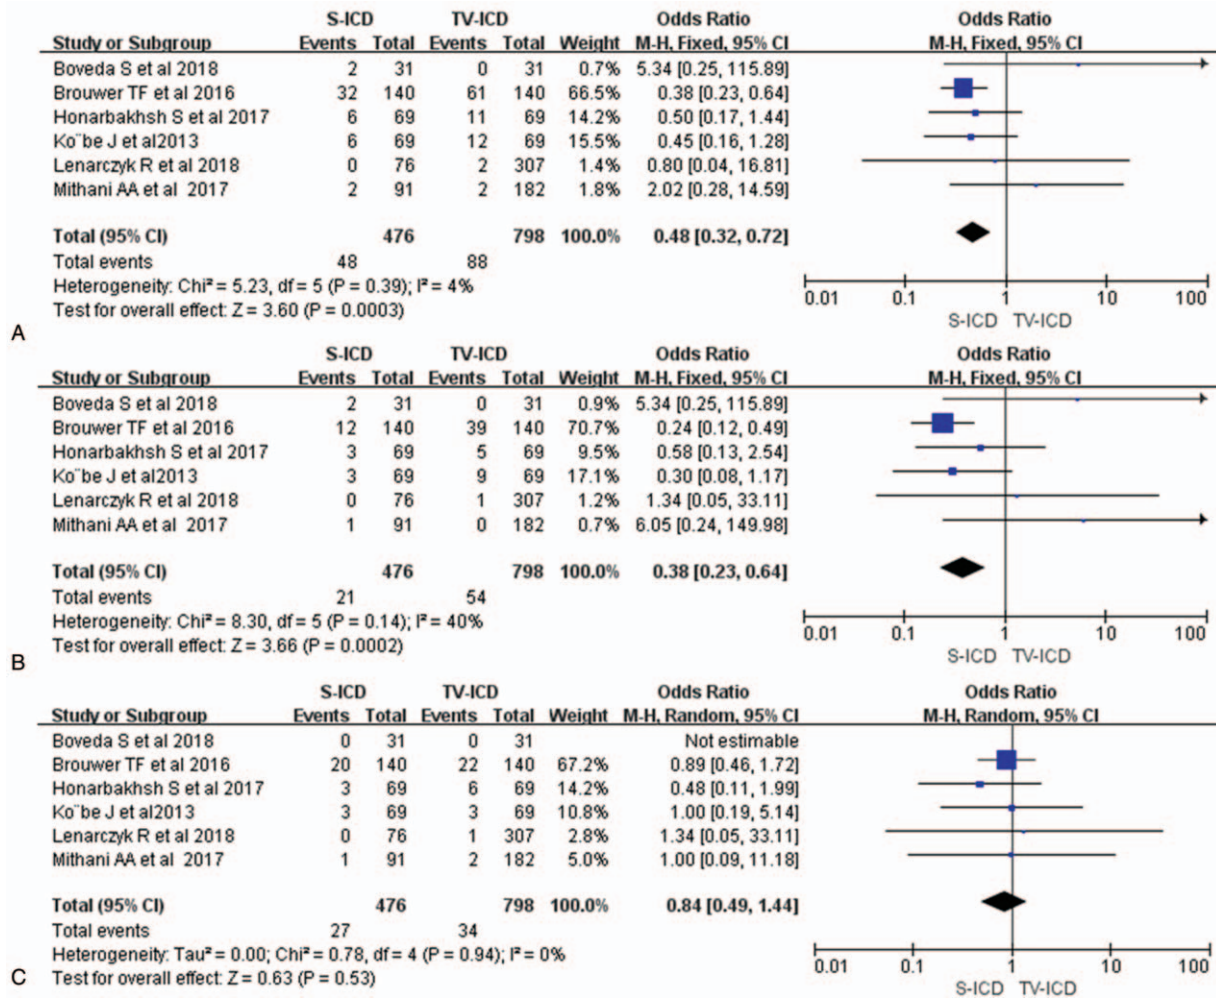 S-ICD TV-ICD Odds Ratio Odds Ratio
Study or Subgroup Events Total Events Total Weight M-H, Fixed, 95% CI M-H, Fixed, 95% CI
Boveda S et al 2018 2 31 0 31 0.7% 5.34 [0.25, 115.89]
Brouwer TF et al 2016 32 140 61 140 66.5% 0.38 [0.23, 0.64]
Honarbakhsh S et al 2017 6 69 11 69 14.2% 0.50 [0.17, 1.44]
Ko¨be J et al2013 6 69 12 69 15.5% 0.45 [0.16, 1.28]
Lenarczyk R et al 2018 0 76 2 307 1.4% 0.80 [0.04, 16.81]
Mithani AA et al 2017 2 91 2 182 1.8% 2.02 [0.28, 14.59]
Total (95% CI) 476 798 100.0% 0.48 [0.32, 0.72]
Total events 48 88
Heterogeneity: Chi² = 5.23, df = 5 (P = 0.39); I² = 4%
Test for overall effect: Z = 3.60 (P = 0.0003)
0.01 0.1 1 10 100
S-ICD TV-ICD
A
S-ICD TV-ICD Odds Ratio Odds Ratio
Study or Subgroup Events Total Events Total Weight M-H, Fixed, 95% CI M-H, Fixed, 95% CI
Boveda S et al 2018 2 31 0 31 0.9% 5.34 [0.25, 115.89]
Brouwer TF et al 2016 12 140 39 140 70.7% 0.24 [0.12, 0.49]
Honarbakhsh S et al 2017 3 69 5 69 9.5% 0.58 [0.13, 2.54]
Ko¨be J et al2013 3 69 9 69 17.1% 0.30 [0.08, 1.17]
Lenarczyk R et al 2018 0 76 1 307 1.2% 1.34 [0.05, 33.11]
Mithani AA et al 2017 1 91 0 182 0.7% 6.05 [0.24, 149.98]
Total (95% CI) 476 798 100.0% 0.38 [0.23, 0.64]
Total events 21 54
Heterogeneity: Chi² = 8.30, df = 5 (P = 0.14); I² = 40%
Test for overall effect: Z = 3.66 (P = 0.0002)
0.01 0.1 1 10 100
S-ICD TV-ICD
B
S-ICD TV-ICD Odds Ratio Odds Ratio
Study or Subgroup Events Total Events Total Weight M-H, Random, 95% CI M-H, Random, 95% CI
Boveda S et al 2018 0 31 0 31 Not estimable
Brouwer TF et al 2016 20 140 22 140 67.2% 0.89 [0.46, 1.72]
Honarbakhsh S et al 2017 3 69 6 69 14.2% 0.48 [0.11, 1.99]
Ko¨be J et al2013 3 69 3 69 10.8% 1.00 [0.19, 5.14]
Lenarczyk R et al 2018 0 76 1 307 2.8% 1.34 [0.05, 33.11]
Mithani AA et al 2017 1 91 2 182 5.0% 1.00 [0.09, 11.18]
Total (95% CI) 476 798 100.0% 0.84 [0.49, 1.44]
Total events 27 34
Heterogeneity: Tau² = 0.00; Chi² = 0.78, df = 4 (P = 0.94); I² = 0%
Test for overall effect: Z = 0.63 (P = 0.53)
0.01 0.1 1 10 100
S-ICD TV-ICD
C